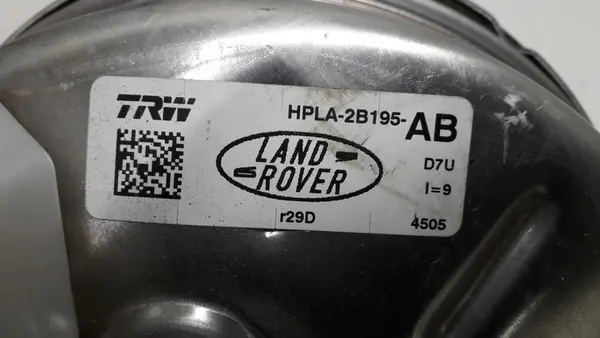 TRW
HPLA-2B195-AB
LAND
ROVER
D7U
I=9
r29D
4505